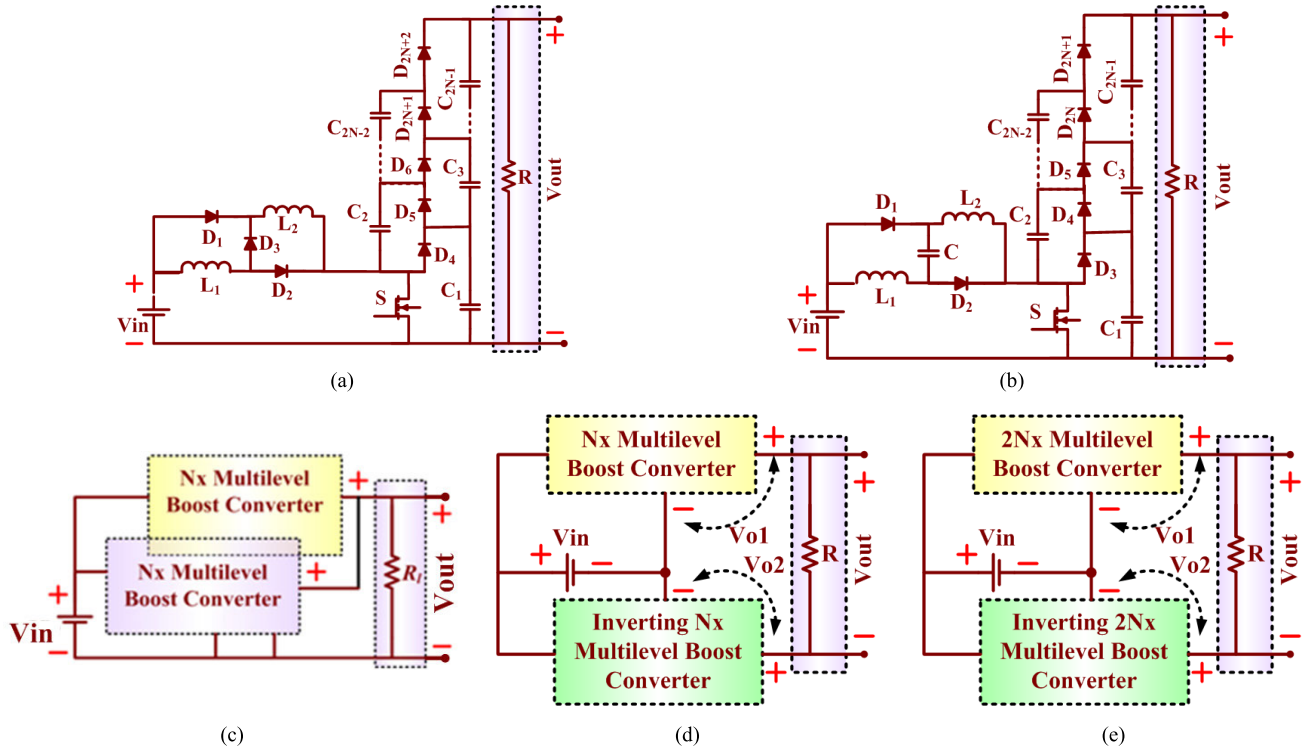 D2N+2
C2N-1
D2N+1
C2N-2
D6
C3
R
Vout
D5
C2
L2
D1
D3
D4
L1
D2
S
C1
Vin
+
−
+
−
(a)
D2N+1
C2N-1
D2N
C2N-2
D5
C3
R
Vout
D4
C2
L2
D1
C
D3
L1
D2
S
C1
Vin
+
−
+
−
(b)
Nx Multilevel
Boost Converter
+
Nx Multilevel
Boost Converter
+
Rl
Vout
Vin
+
−
+
−
(c)
Nx Multilevel
Boost Converter
+
−
+
Vo1
Vin
+
−
Vo2
R
Vout
−
−
Inverting Nx
Multilevel Boost
Converter
+
(d)
2Nx Multilevel
Boost Converter
+
−
+
Vo1
Vin
+
−
Vo2
R
Vout
−
−
Inverting 2Nx
Multilevel Boost
Converter
+
(e)